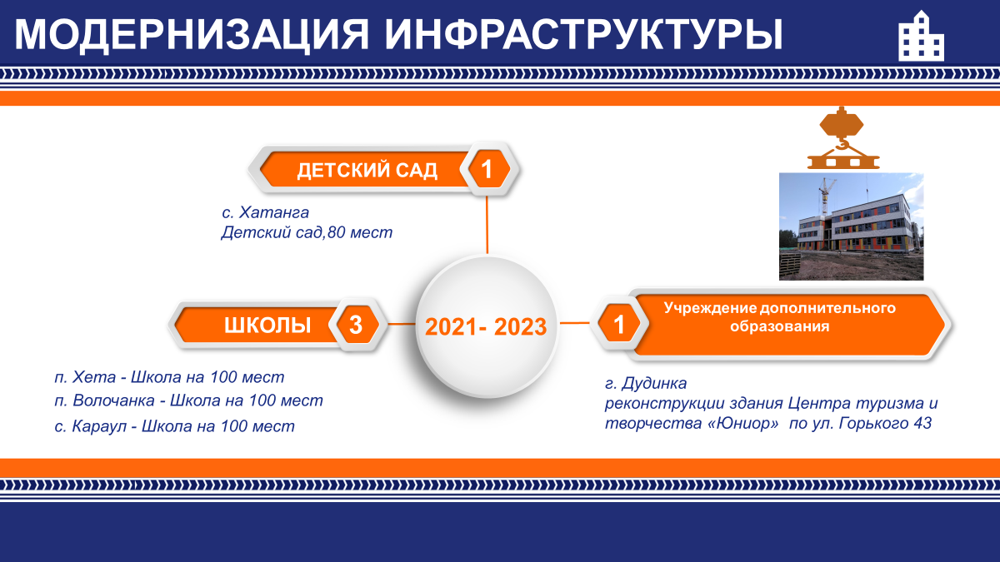 МОДЕРНИЗАЦИЯ ИНФРАСТРУКТУРЫ
ДЕТСКИЙ САД
1
с. Хатанга
Детский сад,80 мест
ШКОЛЫ
3
2021- 2023
1
Учреждение дополнительного
образования
п. Хета - Школа на 100 мест
п. Волочанка - Школа на 100 мест
с. Караул - Школа на 100 мест
г. Дудинка
реконструкции здания Центра туризма и
творчества «Юниор» по ул. Горького 43